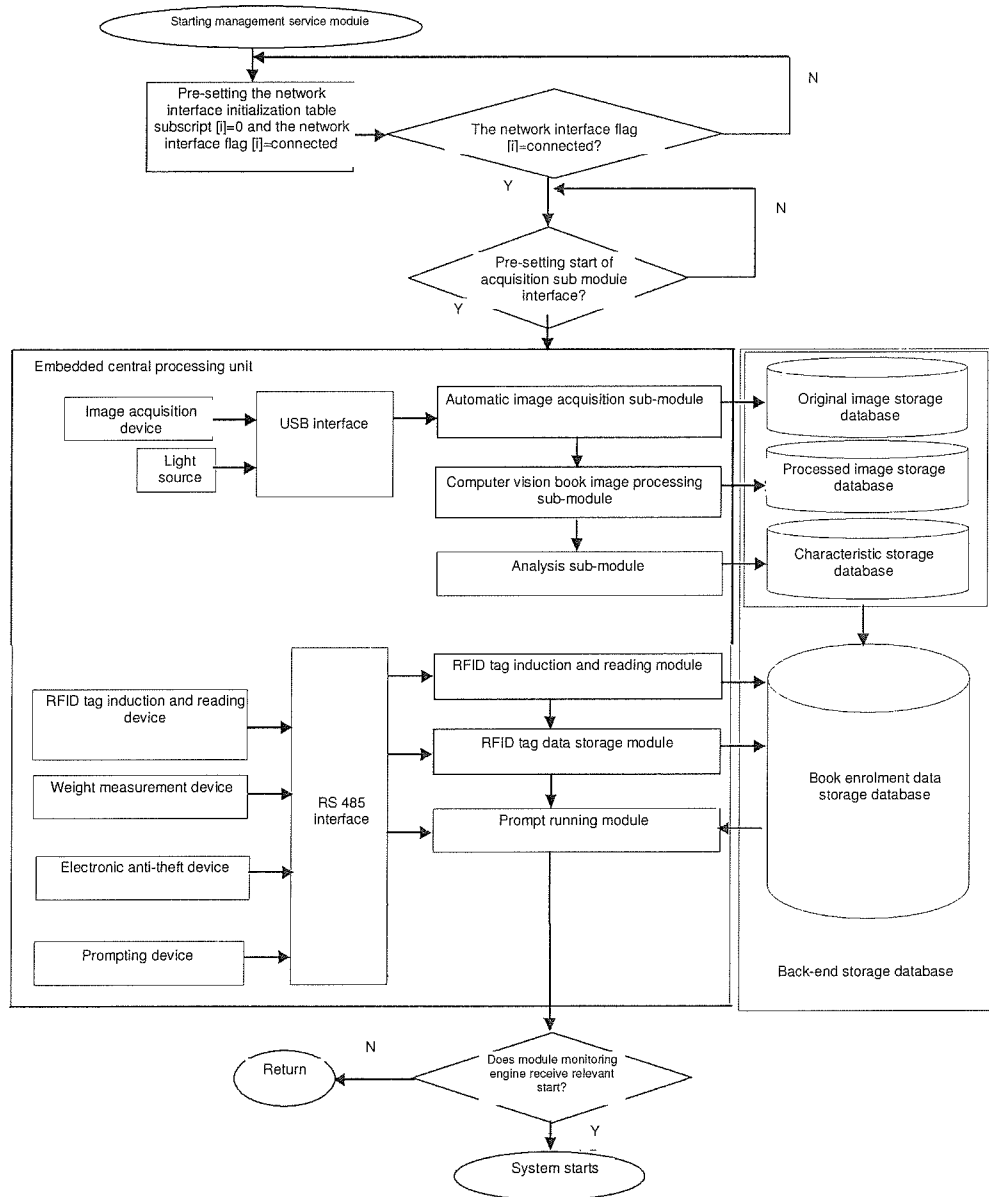 Starting management service module
N
Pre-setting the network
interface initialization table
subscript [i]=0 and the network
interface flag [i]=connected
The network interface flag
[i]=connected?
Y
N
Pre-setting start of
acquisition sub module
interface?
Y
Embedded central processing unit
Image acquisition
device
Light
source
USB interface
Automatic image acquisition sub-module
Computer vision book image processing
sub-module
Analysis sub-module
Original image storage
database
Processed image storage
database
Characteristic storage
database
RFID tag induction and reading
device
Weight measurement device
Electronic anti-theft device
Prompting device
RS 485
interface
RFID tag induction and reading module
RFID tag data storage module
Prompt running module
Book enrolment data
storage database
Back-end storage database
Does module monitoring
engine receive relevant
start?
N
Return
Y
System starts